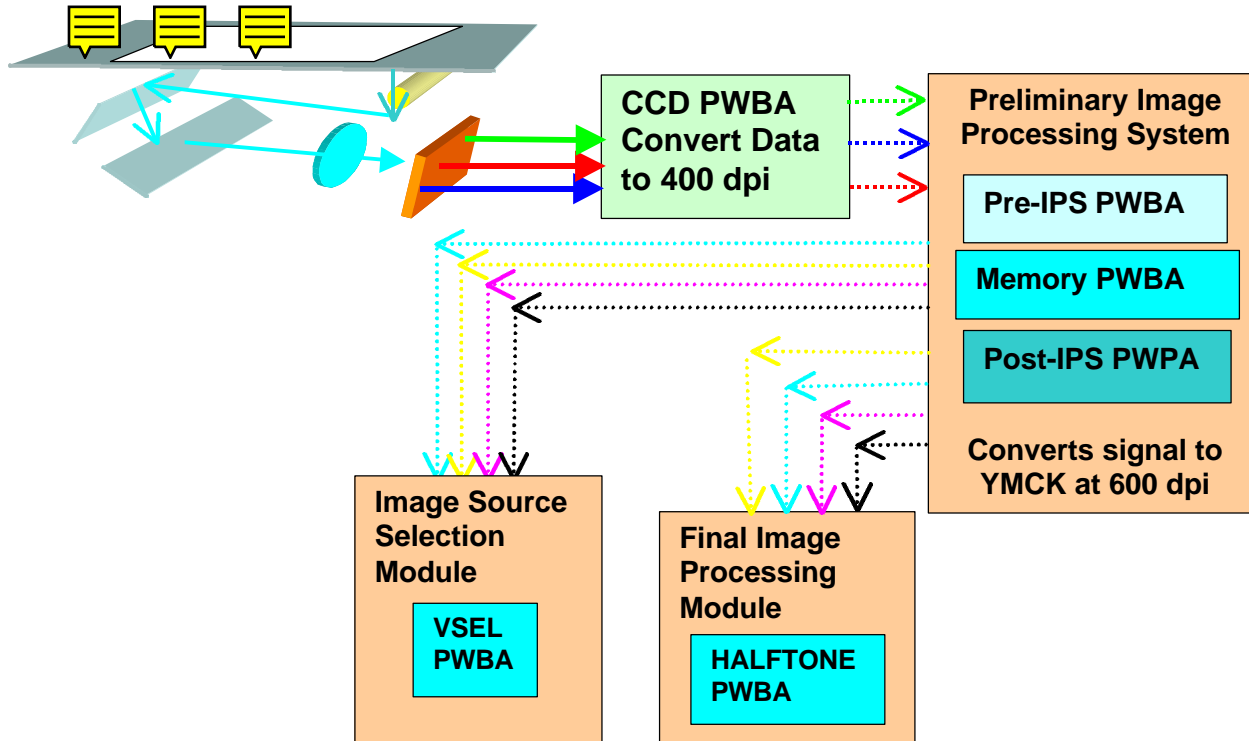 CCD PWBA
Convert Data
to 400 dpi
Preliminary Image
Processing System
Pre-IPS PWBA
Memory PWBA
Post-IPS PWPA
Converts signal to
YMCK at 600 dpi
Image Source
Selection
Module
VSEL
PWBA
Final Image
Processing
Module
HALFTONE
PWBA